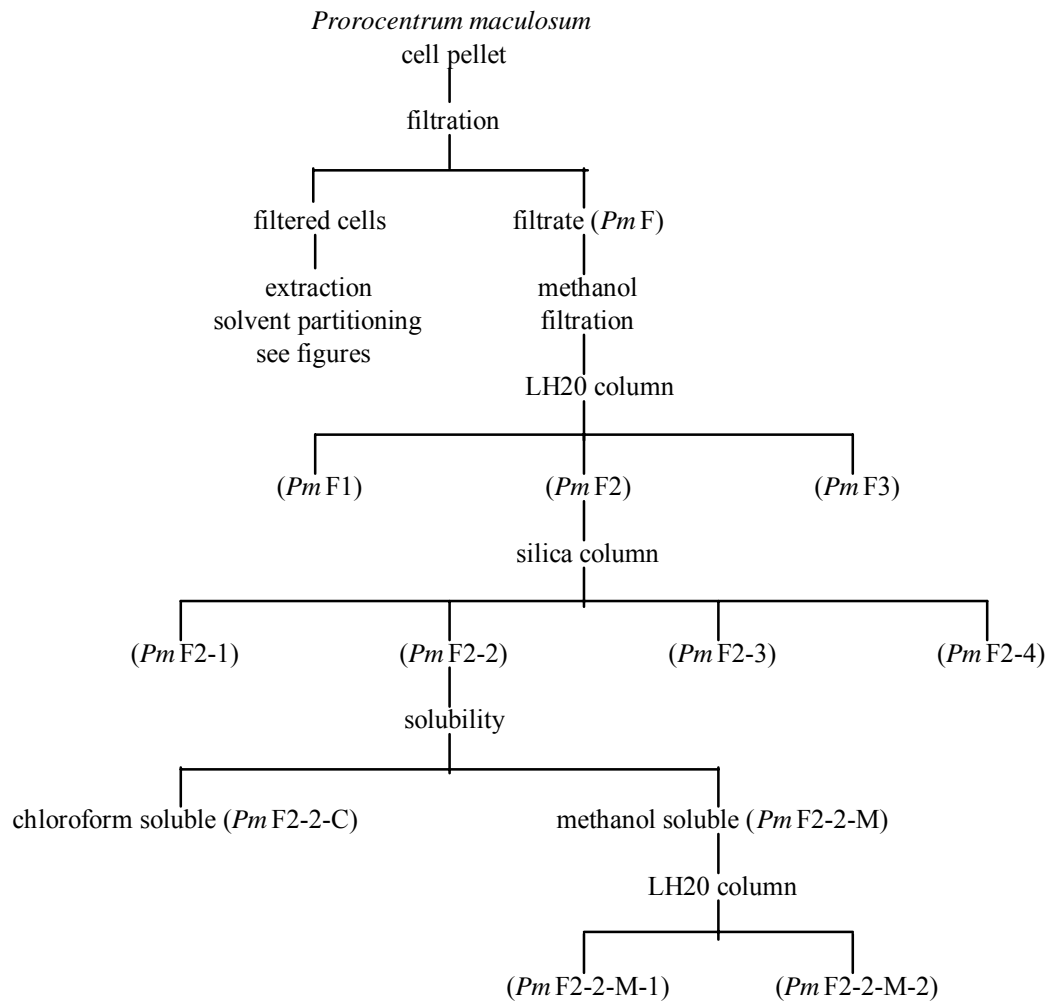 Prorocentrum maculosum
cell pellet
filtration
filtered cells
filtrate (Pm F)
extraction
solvent partitioning
see figures
methanol
filtration
LH20 column
(Pm F1)
(Pm F2)
(Pm F3)
silica column
(Pm F2-1)
(Pm F2-2)
(Pm F2-3)
(Pm F2-4)
solubility
chloroform soluble (Pm F2-2-C)
methanol soluble (Pm F2-2-M)
LH20 column
(Pm F2-2-M-1)
(Pm F2-2-M-2)